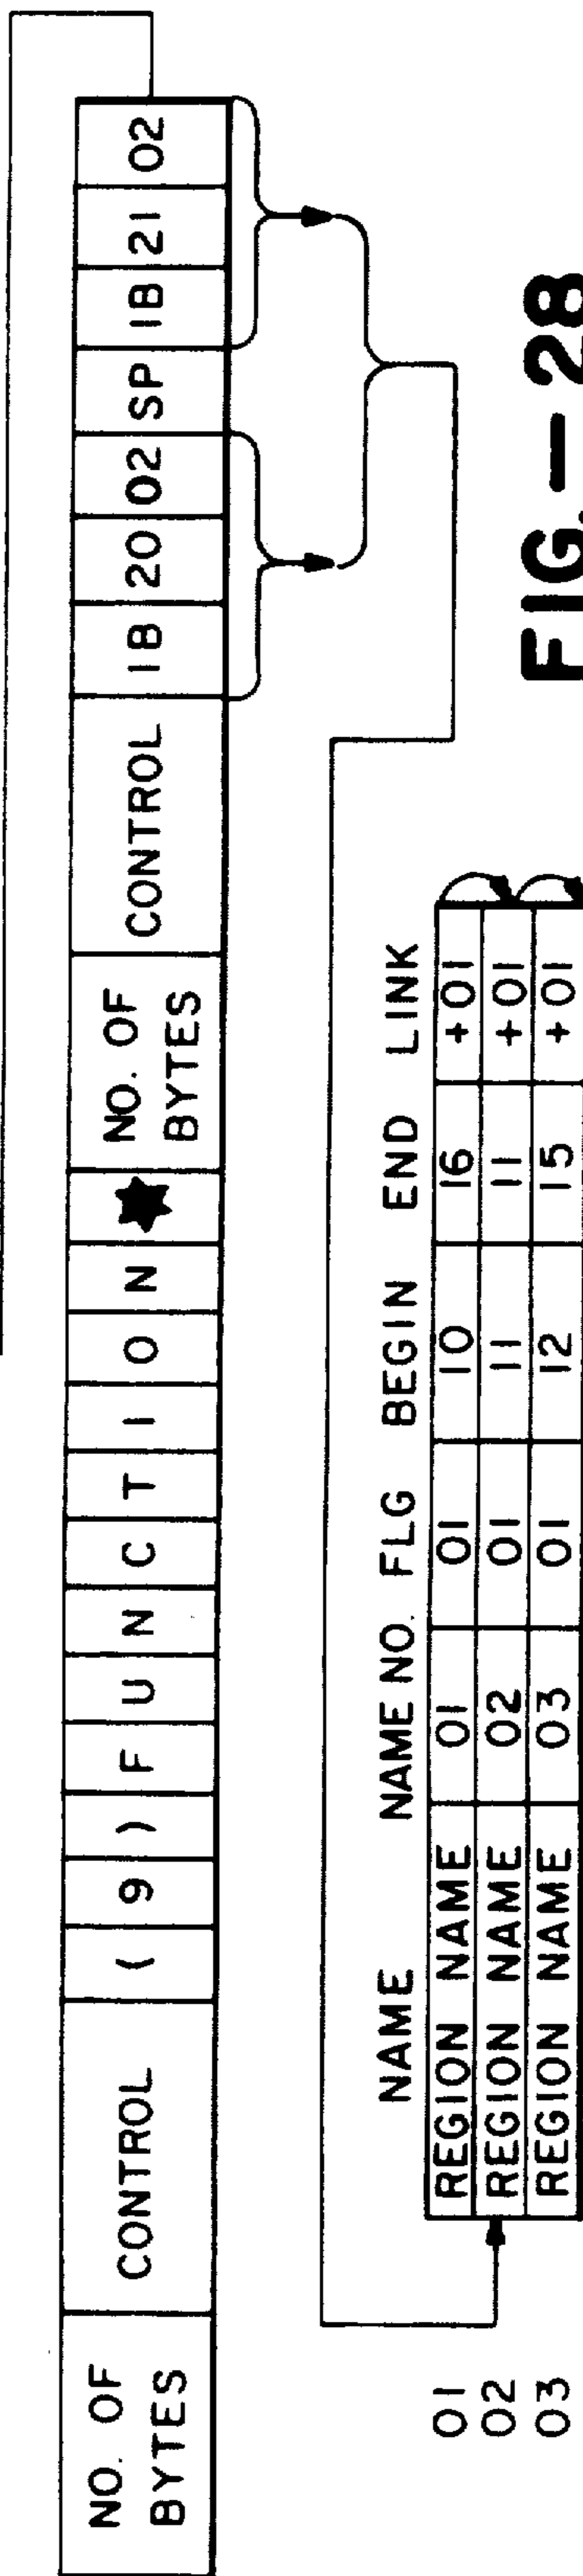 NO. OF BYTES CONTROL ( 9 ) F U N C T I O N ★ NO. OF BYTES CONTROL 1B 20 02 SP 1B 21 02
NAME NAME NO. FLG BEGIN END LINK
01 REGION NAME 01 01 10 16 +01
02 REGION NAME 02 01 11 11 +01
03 REGION NAME 03 01 12 15 +01
FIG. — 28